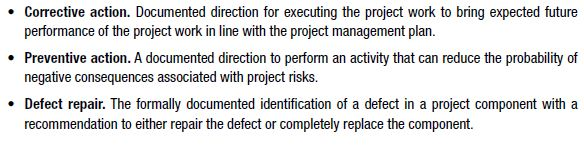 • Corrective action. Documented direction for executing the project work to bring expected future
performance of the project work in line with the project management plan.
• Preventive action. A documented direction to perform an activity that can reduce the probability of
negative consequences associated with project risks.
• Defect repair. The formally documented identification of a defect in a project component with a
recommendation to either repair the defect or completely replace the component.